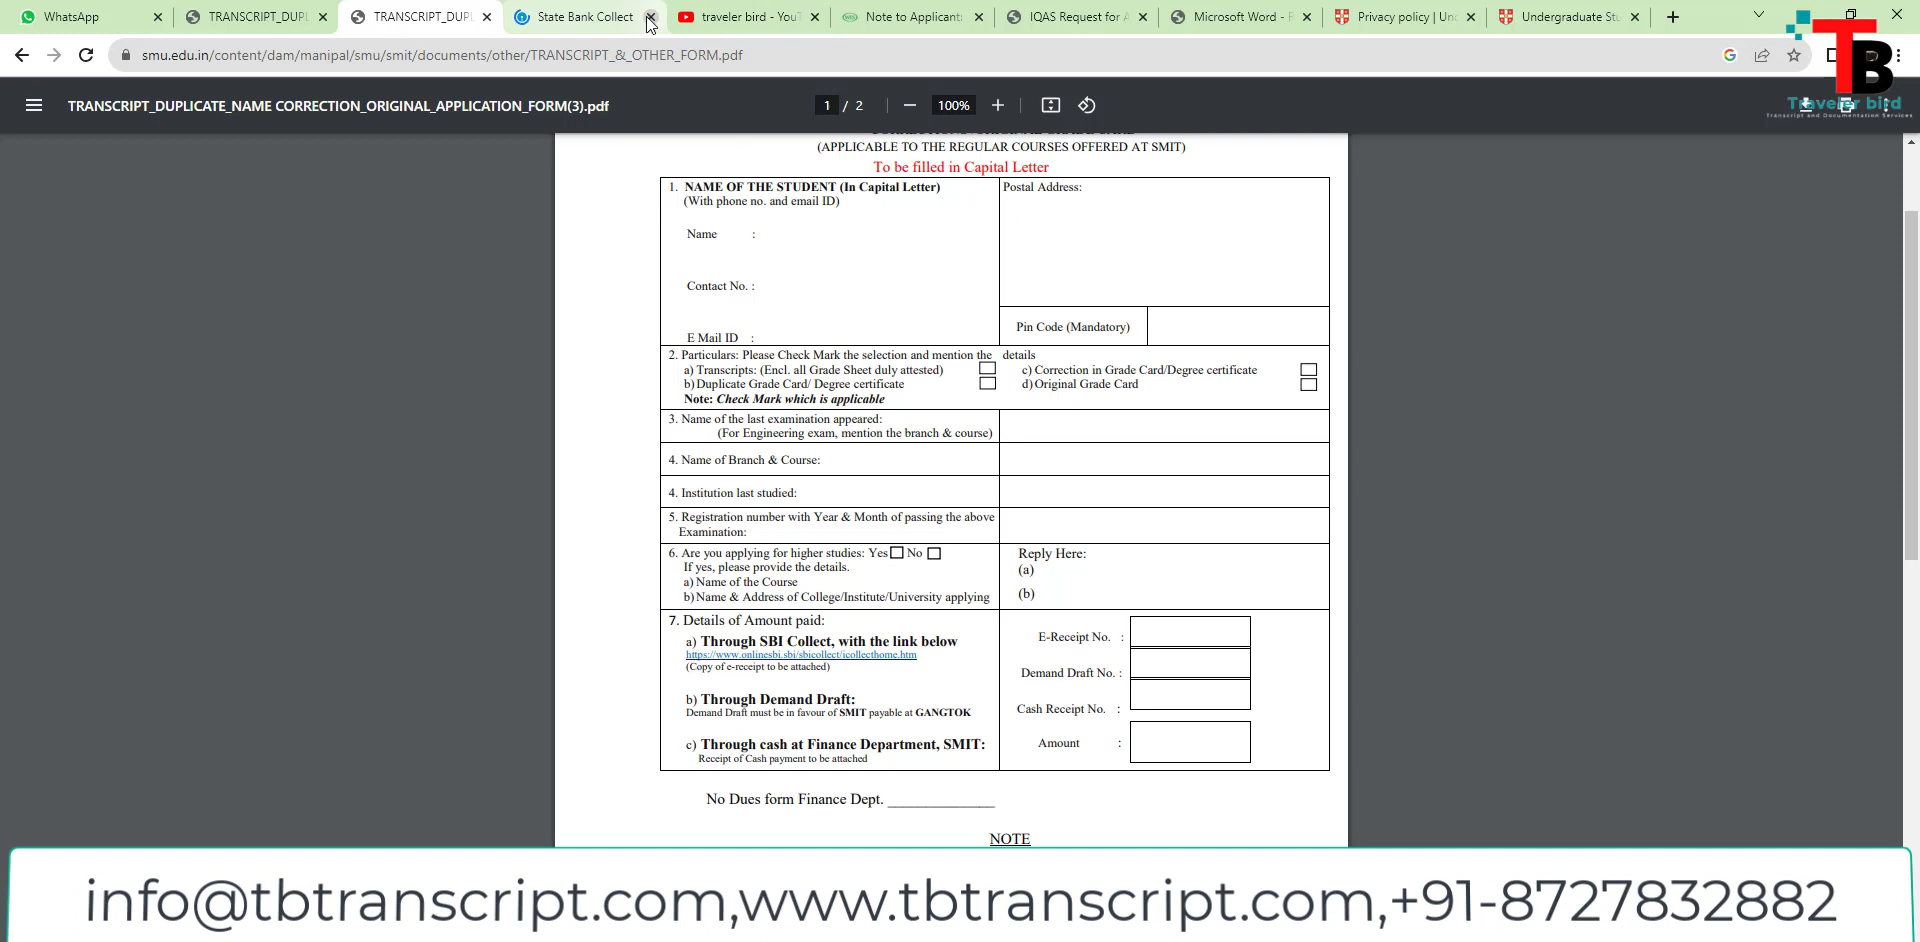 WhatsApp
TRANSCRIPT_DUPL
TRANSCRIPT_DUPL
State Bank Collect
traveler bird - You
Note to Applicant
IQAS Request for A
Microsoft Word - R
Privacy policy | Un
Undergraduate Stu
smu.edu.in/content/dam/manipal/smu/smit/documents/other/TRANSCRIPT_&_OTHER_FORM.pdf
TB
Traveler bird
Transcript and Documentation Services
TRANSCRIPT_DUPLICATE_NAME CORRECTION_ORIGINAL_APPLICATION_FORM(3).pdf
1 / 2
100%
(APPLICABLE TO THE REGULAR COURSES OFFERED AT SMIT)
To be filled in Capital Letter
1. NAME OF THE STUDENT (In Capital Letter)
(With phone no. and email ID)
Name :
Contact No. :
E Mail ID :
Postal Address:
Pin Code (Mandatory)
2. Particulars: Please Check Mark the selection and mention the details
a) Transcripts: (Encl. all Grade Sheet duly attested)
b) Duplicate Grade Card/ Degree certificate
c) Correction in Grade Card/Degree certificate
d) Original Grade Card
Note: Check Mark which is applicable
3. Name of the last examination appeared:
(For Engineering exam, mention the branch & course)
4. Name of Branch & Course:
4. Institution last studied:
5. Registration number with Year & Month of passing the above
Examination:
6. Are you applying for higher studies: Yes No
If yes, please provide the details.
a) Name of the Course
b) Name & Address of College/Institute/University applying
Reply Here:
(a)
(b)
7. Details of Amount paid:
a) Through SBI Collect, with the link below
https://www.onlinesbi.sbi/sbicollect/icollecthome.htm
(Copy of e-receipt to be attached)
b) Through Demand Draft:
Demand Draft must be in favour of SMIT payable at GANGTOK
c) Through cash at Finance Department, SMIT:
Receipt of Cash payment to be attached
E-Receipt No. :
Demand Draft No. :
Cash Receipt No. :
Amount :
No Dues form Finance Dept. ______________
NOTE
info@tbtranscript.com,www.tbtranscript.com,+91-8727832882